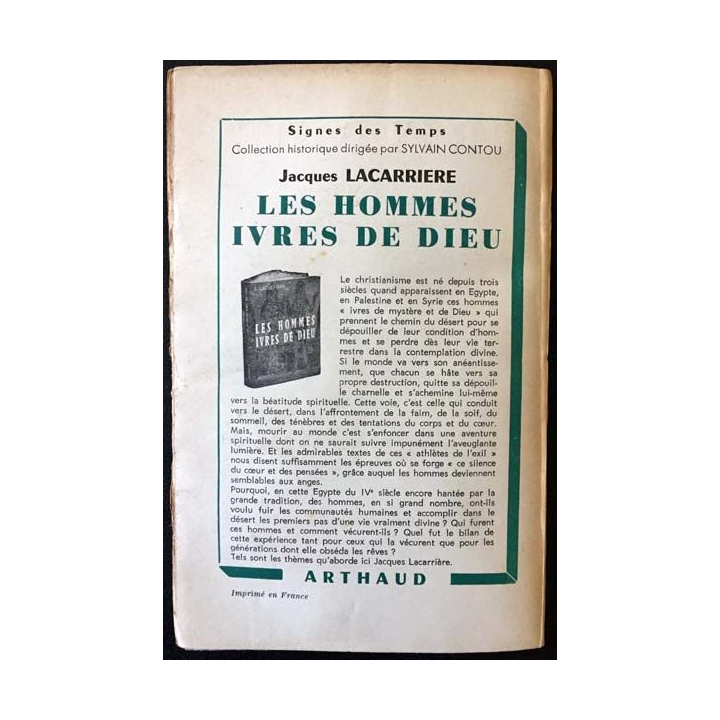 Signes des Temps
Collection historique dirigée par SYLVAIN CONTOU
Jacques LACARRIERE
LES HOMMES
IVRES DE DIEU
LES HOMMES
IVRES DE DIEU
Le christianisme est né depuis trois
siècles quand apparaissent en Egypte,
en Palestine et en Syrie ces hommes
« ivres de mystère et de Dieu » qui
prennent le chemin du désert pour se
dépouiller de leur condition d'hom-
mes et se perdre dès leur vie ter-
restre dans la contemplation divine.
Si le monde va vers son anéantisse-
ment, que chacun se hâte vers sa
propre destruction, quitte sa dépouil-
le charnelle et s'achemine lui-même
vers la béatitude spirituelle. Cette voie, c'est celle qui conduit
vers le désert, dans l'affrontement de la faim, de la soif, du
sommeil, des ténèbres et des tentations du corps et du cœur.
Mais, mourir au monde c'est s'enfoncer dans une aventure
spirituelle dont on ne saurait suivre impunément l'aveuglante
lumière. Et les admirables textes de ces « athlètes de l'exil »
nous disent suffisamment les épreuves où se forge « ce silence
du cœur et des pensées », grâce auquel les hommes deviennent
semblables aux anges.
Pourquoi, en cette Egypte du IVe siècle encore hantée par la
grande tradition, des hommes, en si grand nombre, ont-ils
voulu fuir les communautés humaines et accomplir dans le
désert les premiers pas d'une vie vraiment divine ? Qui furent
ces hommes et comment vécurent-ils ? Quel fut le bilan de
cette expérience tant pour ceux qui la vécurent que pour les
générations dont elle obséda les rêves ?
Tels sont les thèmes qu'aborde ici Jacques Lacarrière.
ARTHAUD
Imprimé en France